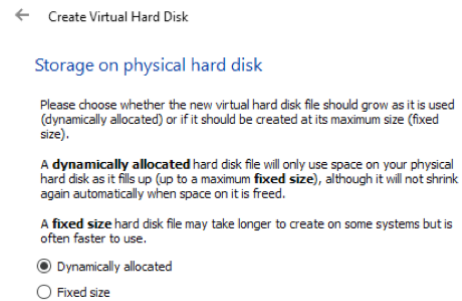 Create Virtual Hard Disk
Storage on physical hard disk
Please choose whether the new virtual hard disk file should grow as it is used
(dynamically allocated) or if it should be created at its maximum size (fixed
size).
A dynamically allocated hard disk file will only use space on your physical
hard disk as it fills up (up to a maximum fixed size), although it will not shrink
again automatically when space on it is freed.
A fixed size hard disk file may take longer to create on some systems but is
often faster to use.
Dynamically allocated
Fixed size